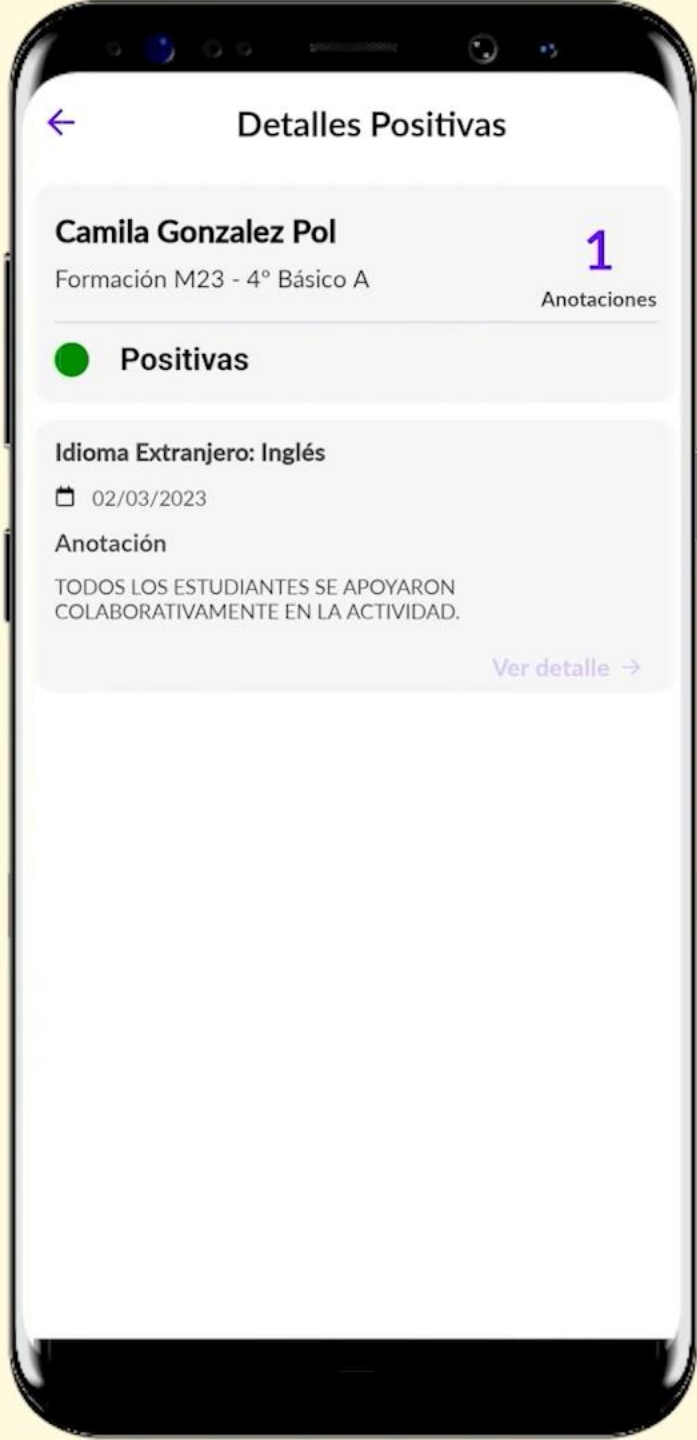 Detalles Positivas
Camila Gonzalez Pol
1
Formación M23 - 4° Básico A
Anotaciones
Positivas
Idioma Extranjero: Inglés
02/03/2023
Anotación
TODOS LOS ESTUDIANTES SE APOYARON
COLABORATIVAMENTE EN LA ACTIVIDAD.
Ver detalle →